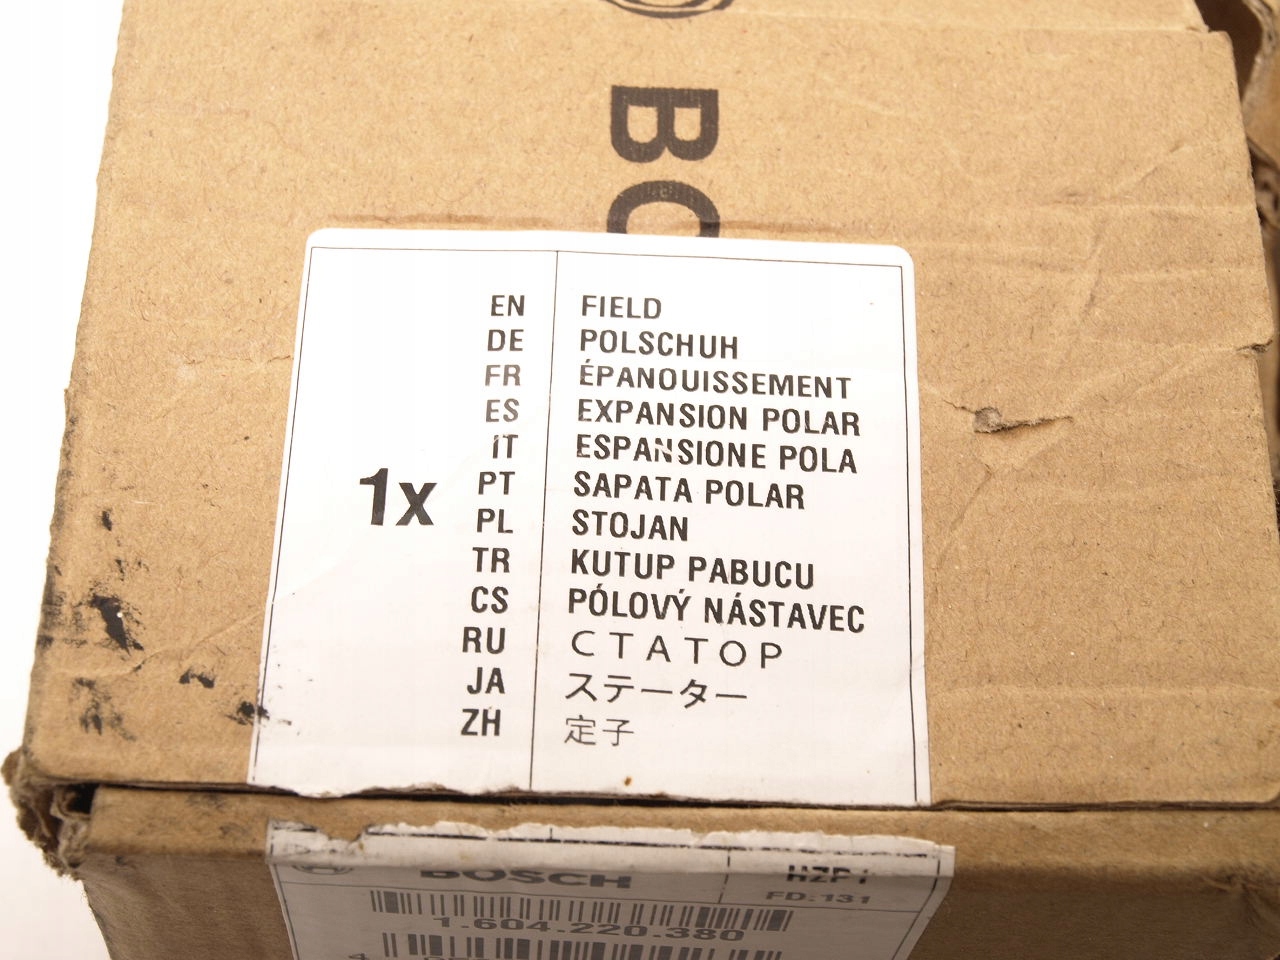 BO
EN FIELD
DE POLSCHUH
FR ÉPANOUISSEMENT
ES EXPANSION POLAR
IT ESPANSIONE POLA
1x PT SAPATA POLAR
PL STOJAN
TR KUTUP PABUCU
CS PÓLOVÝ NÁSTAVEC
RU СТАТОР
JA ステーター
ZH 定子
BOSCH
FD:131
1.604.220.380